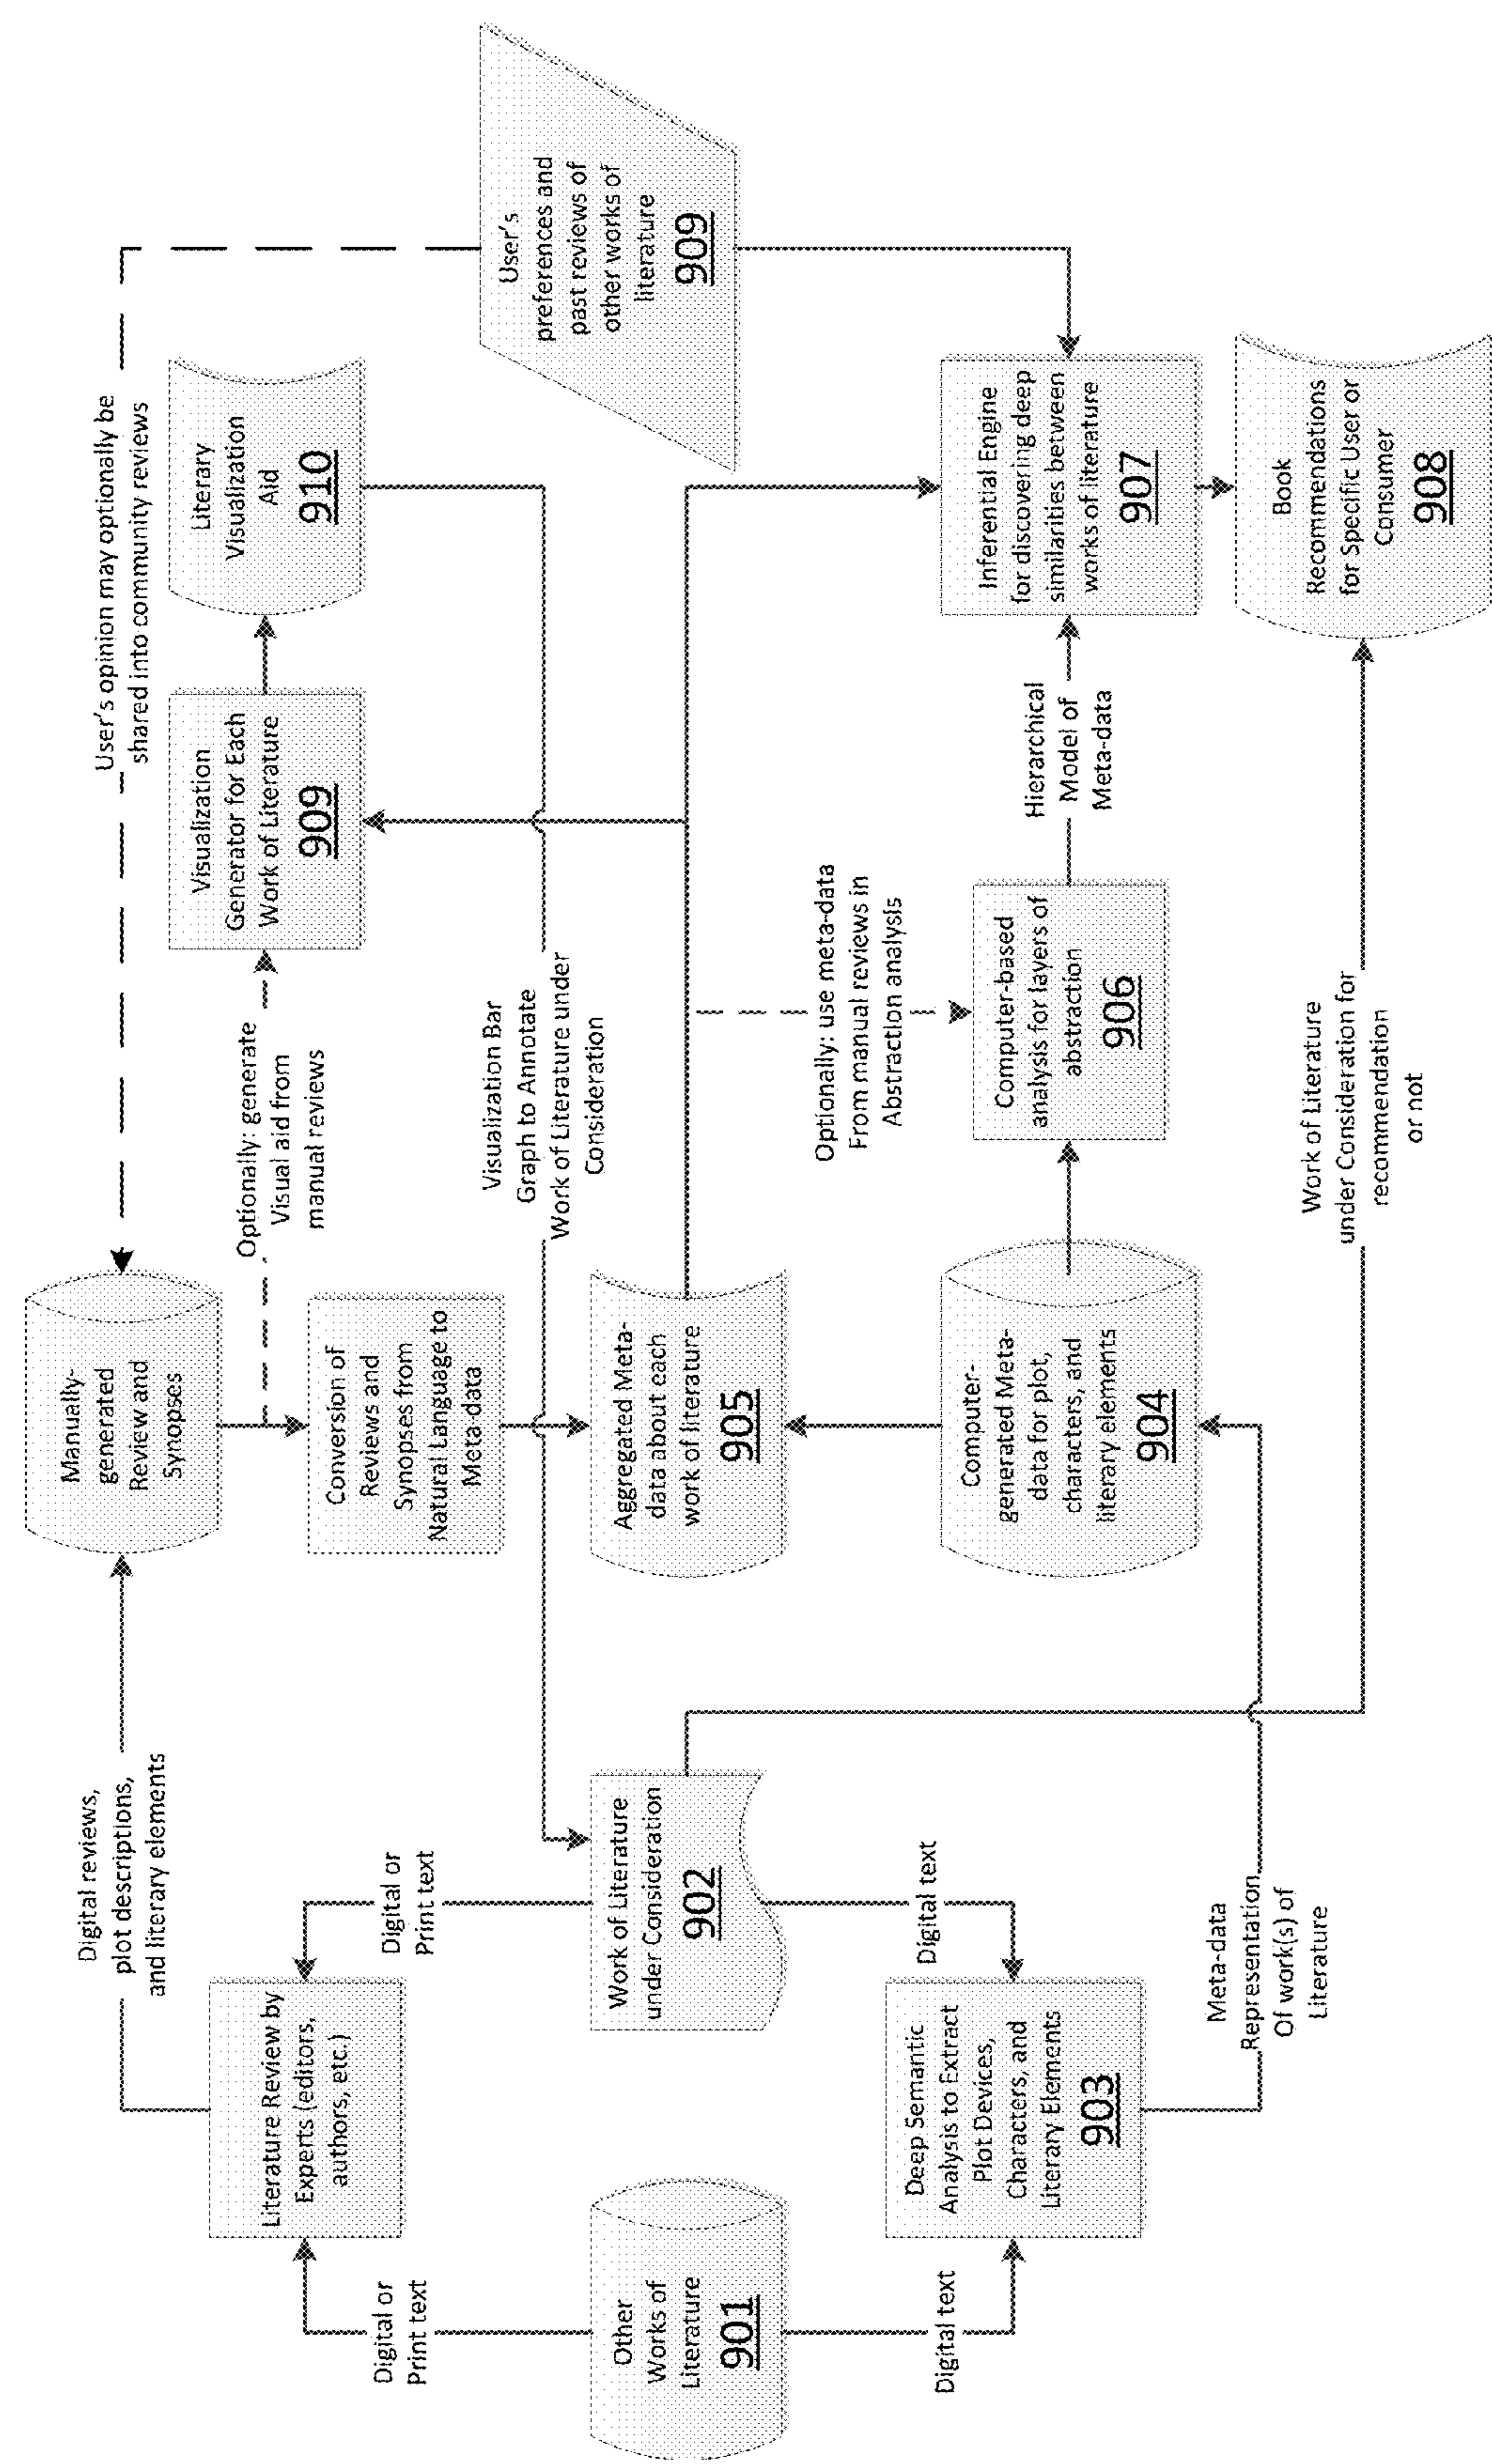 Digital reviews,
plot descriptions,
and literary elements
Manually-
generated
Review and
Synopses
User's opinion may optionally be
shared into community reviews
Literature Review by
Experts (editors,
authors, etc.)
Optionally: generate
Visual aid from
manual reviews
Visualization
Generator for Each
Work of Literature
909
Literary
Visualization
Aid
910
Conversion of
Reviews and
Synopses from
Natural Language to
Meta-data
Digital or
Print text
Digital or
Print text
Visualization Bar
Graph to Annotate
Work of Literature under
Consideration
User's
preferences and
past reviews of
other works of
literature
909
Other
Works of
Literature
901
Work of Literature
under Consideration
902
Aggregated Meta-
data about each
work of literature
905
Optionally: use meta-data
From manual reviews in
Abstraction analysis
Digital text
Digital text
Deep Semantic
Analysis to Extract
Plot Devices,
Characters, and
Literary Elements
903
Computer-
generated Meta-
data for plot,
characters, and
literary elements
904
Computer-based
analysis for layers of
abstraction
906
Hierarchical
Model of
Meta-data
Inferential Engine
for discovering deep
similarities between
works of literature
907
Meta-data
Representation
Of work(s) of
Literature
Work of Literature
under Consideration for
recommendation
or not
Book
Recommendations
for Specific User or
Consumer
908